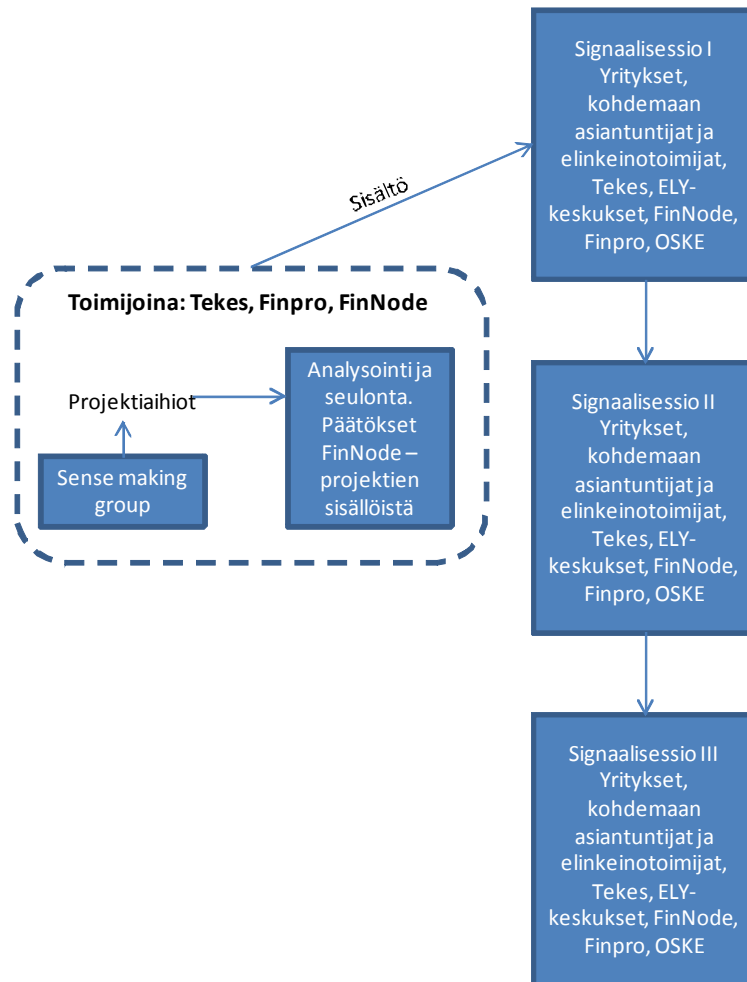 Toimijoina: Tekes, Finpro, FinNode
Projektiaihiot
Sense making
group
Analysointi ja
seulonta.
Päätökset
FinNode –
projektien
sisällöistä
Sisältö
Signaalisessio I
Yritykset,
kohdemaan
asiantuntijat ja
elinkeinotoimijat,
Tekes, ELY-
keskukset, FinNode,
Finpro, OSKE
Signaalisessio II
Yritykset,
kohdemaan
asiantuntijat ja
elinkeinotoimijat,
Tekes, ELY-
keskukset, FinNode,
Finpro, OSKE
Signaalisessio III
Yritykset,
kohdemaan
asiantuntijat ja
elinkeinotoimijat,
Tekes, ELY-
keskukset, FinNode,
Finpro, OSKE